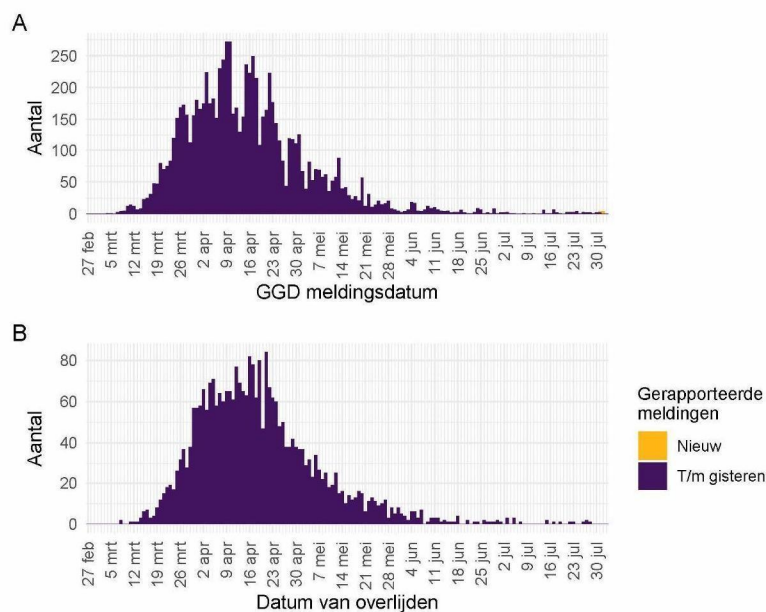 A
Aantal
250
200
150
100
50
0
27 feb
5 mrt
12 mrt
19 mrt
26 mrt
2 apr
9 apr
16 apr
23 apr
30 apr
7 mei
14 mei
21 mei
28 mei
4 jun
11 jun
18 jun
25 jun
2 jul
9 jul
16 jul
23 jul
30 jul
GGD meldingsdatum
B
Aantal
80
60
40
20
0
27 feb
5 mrt
12 mrt
19 mrt
26 mrt
2 apr
9 apr
16 apr
23 apr
30 apr
7 mei
14 mei
21 mei
28 mei
4 jun
11 jun
18 jun
25 jun
2 jul
9 jul
16 jul
23 jul
30 jul
Datum van overlijden
Gerapporteerde
meldingen
Nieuw
T/m gisteren